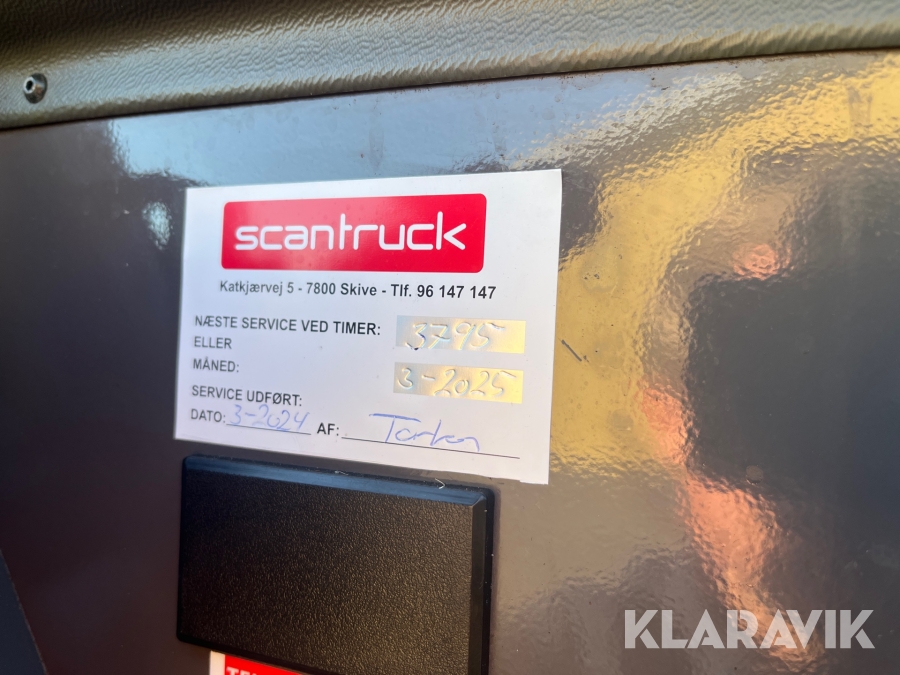 scantruck
Katkjærvej 5 - 7800 Skive - Tlf. 96 147 147
NÆSTE SERVICE VED TIMER: 3795
ELLER
MÅNED: 3-2025
SERVICE UDFØRT:
DATO: 3-2024 AF:
KLARAVIK